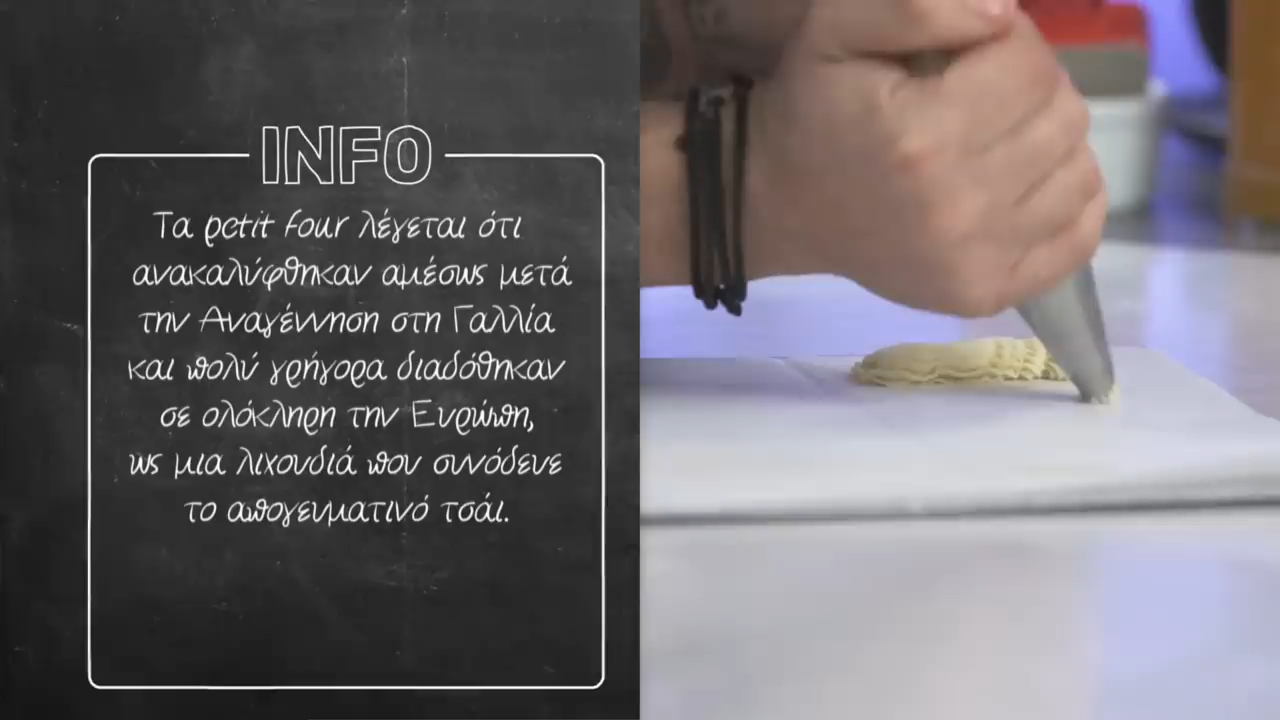 INFO
Τα petit four λέγεται ότι
ανακαλύφθηκαν αμέσως μετά
την Αναγέννηση στη Γαλλία
και πολύ γρήγορα διαδόθηκαν
σε ολόκληρη την Ευρώπη,
ως μια λιχουδιά που συνόδευε
το απογευματινό τσάι.